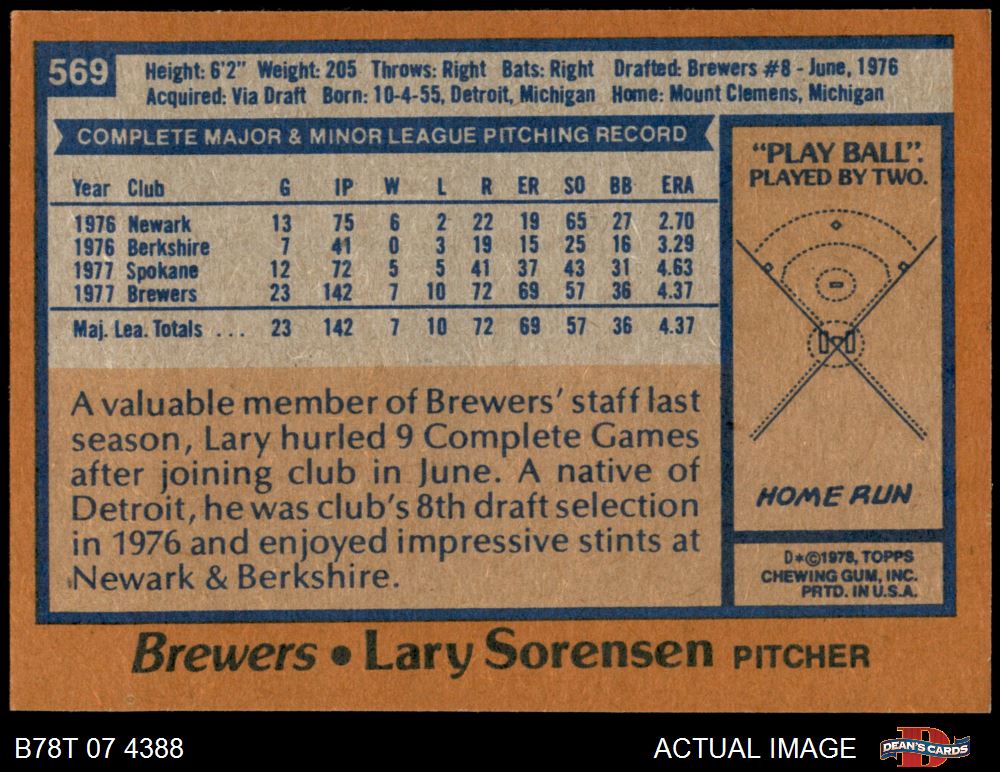 569
Height: 6'2" Weight: 205 Throws: Right Bats: Right Drafted: Brewers #8 - June, 1976
Acquired: Via Draft Born: 10-4-55, Detroit, Michigan Home: Mount Clemens, Michigan
COMPLETE MAJOR & MINOR LEAGUE PITCHING RECORD
Year Club G IP W L R ER SO BB ERA
1976 Newark 13 75 6 2 22 19 65 27 2.70
1976 Berkshire 7 41 0 3 19 15 25 16 3.29
1977 Spokane 12 72 5 5 41 37 43 31 4.63
1977 Brewers 23 142 7 10 72 69 57 36 4.37
Maj. Lea. Totals ... 23 142 7 10 72 69 57 36 4.37
A valuable member of Brewers' staff last
season, Lary hurled 9 Complete Games
after joining club in June. A native of
Detroit, he was club's 8th draft selection
in 1976 and enjoyed impressive stints at
Newark & Berkshire.
"PLAY BALL".
PLAYED BY TWO.
HOME RUN
D*©1978, TOPPS
CHEWING GUM, INC.
PRTD. IN U.S.A.
Brewers • Lary Sorensen PITCHER
B78T 07 4388
ACTUAL IMAGE
D
DEAN'S CARDS